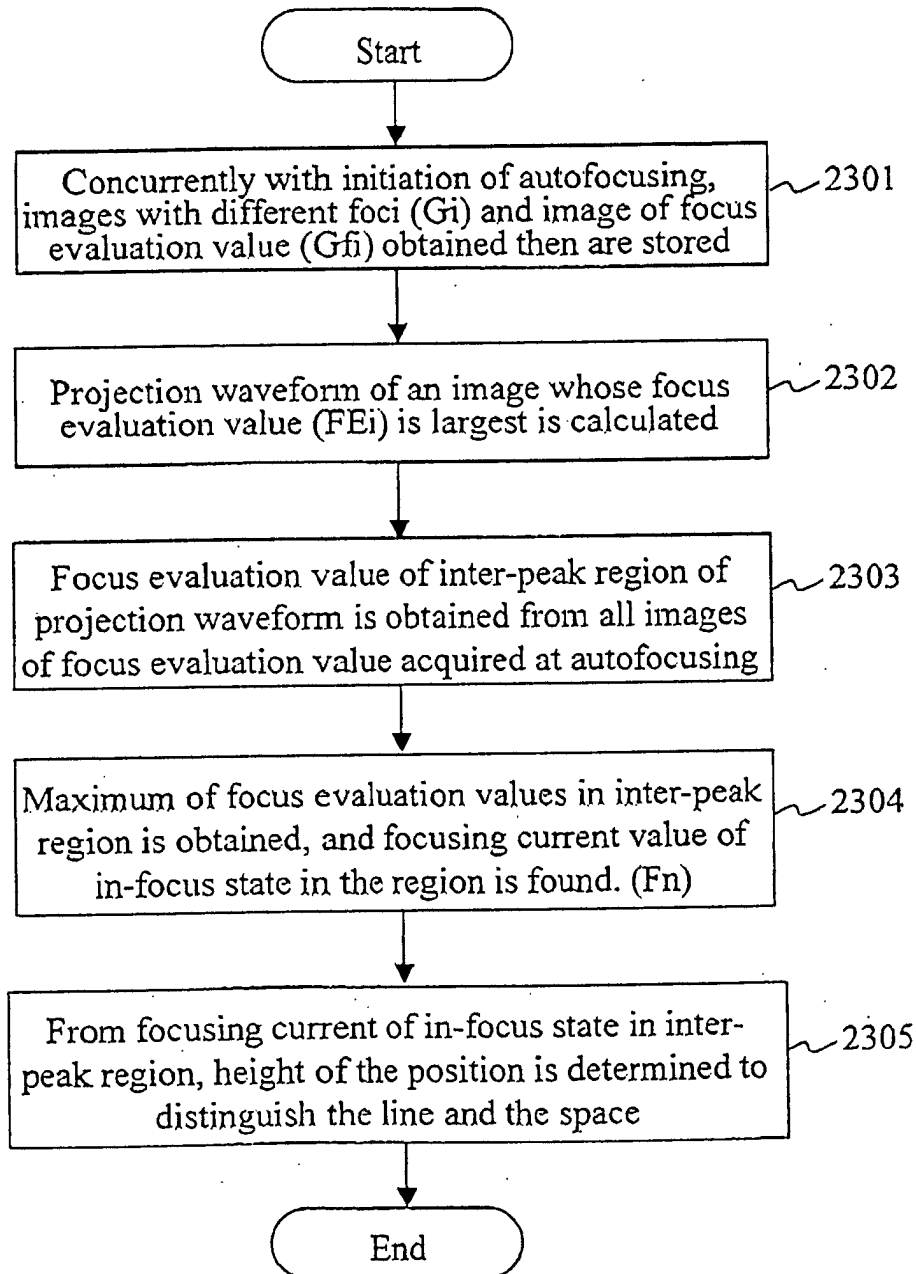 Start
Concurrently with initiation of autofocusing,
images with different foci (Gi) and image of focus
evaluation value (Gfi) obtained then are stored
2301
Projection waveform of an image whose focus
evaluation value (FEi) is largest is calculated
2302
Focus evaluation value of inter-peak region of
projection waveform is obtained from all images
of focus evaluation value acquired at autofocusing
2303
Maximum of focus evaluation values in inter-peak
region is obtained, and focusing current value of
in-focus state in the region is found. (Fn)
2304
From focusing current of in-focus state in inter-
peak region, height of the position is determined to
distinguish the line and the space
2305
End